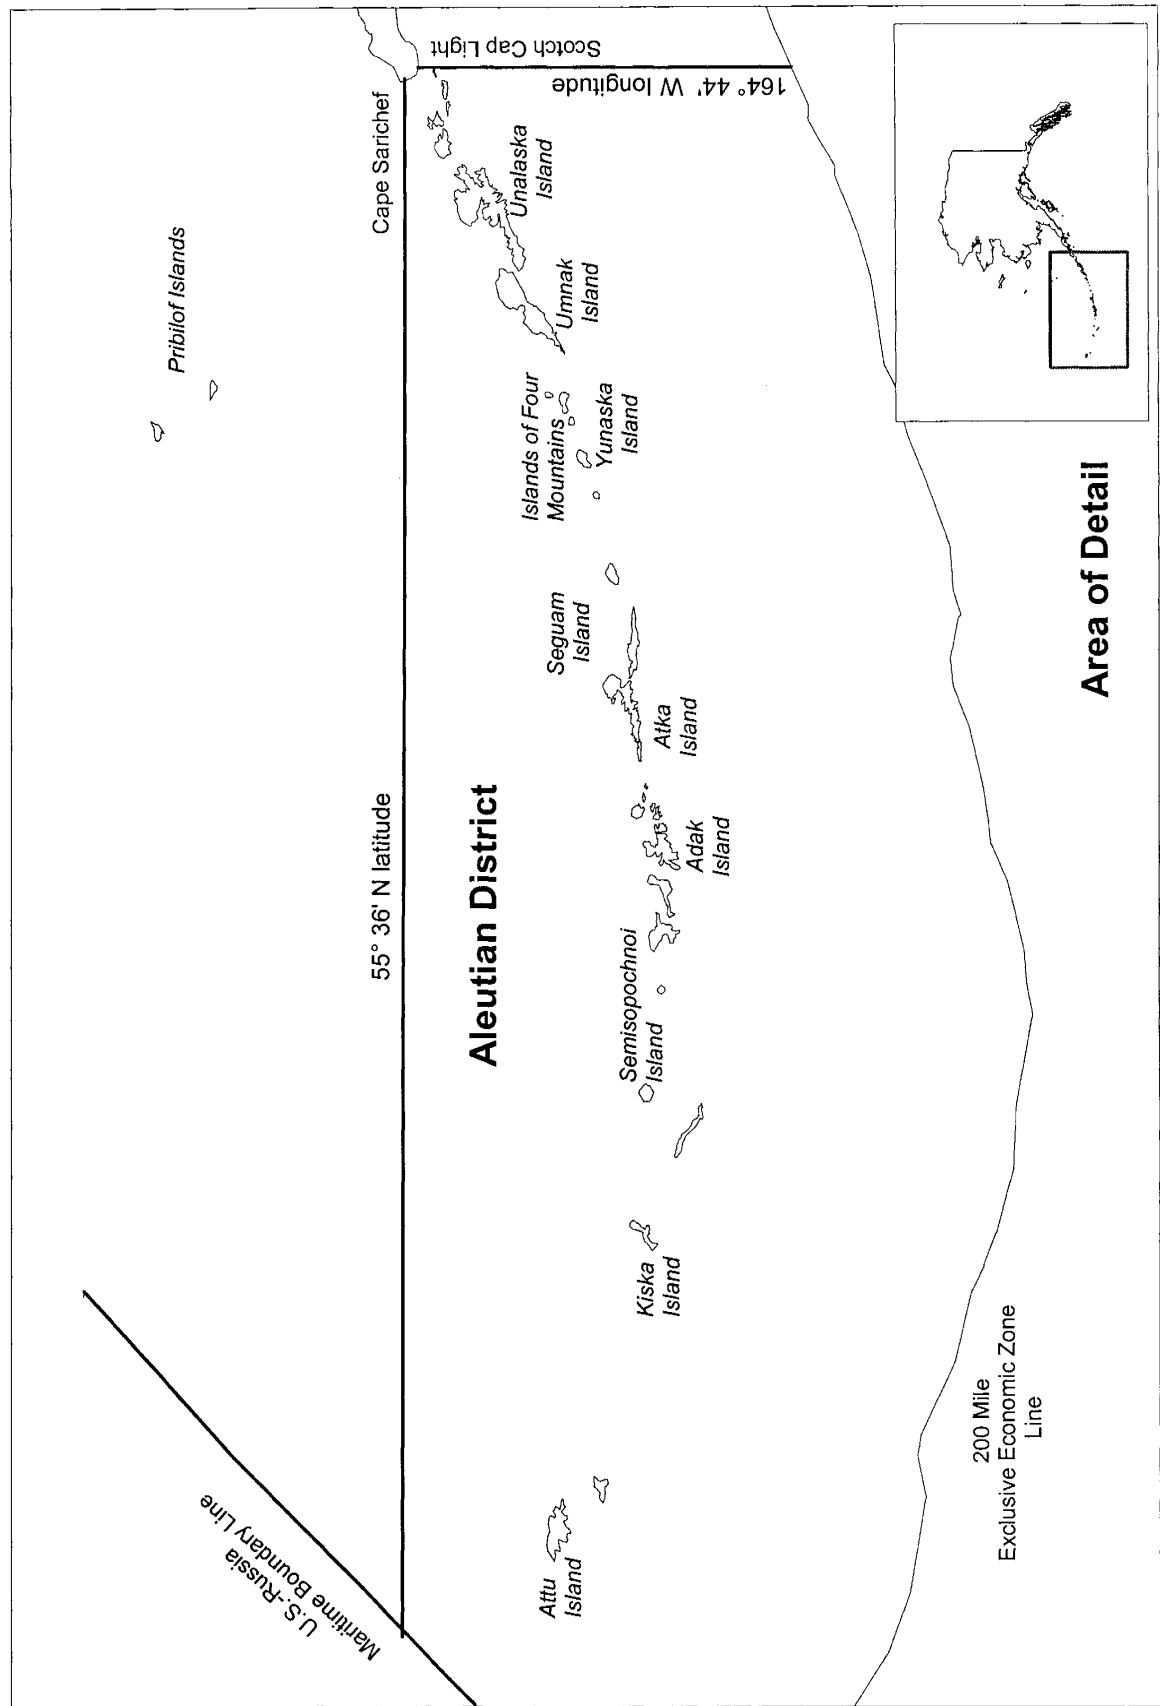 Pribilof Islands
Cape Sarichef
Scotch Cap Light
164° 44' W longitude
55° 36' N latitude
U.S.-Russia
Maritime Boundary Line
Aleutian District
Unalaska
Island
Umnak
Island
Islands of Four
Mountains
Yunaska
Island
Seguam
Island
Atka
Island
Adak
Island
Semisopochnoi
Island
Kiska
Island
Attu
Island
200 Mile
Exclusive Economic Zone
Line
Area of Detail